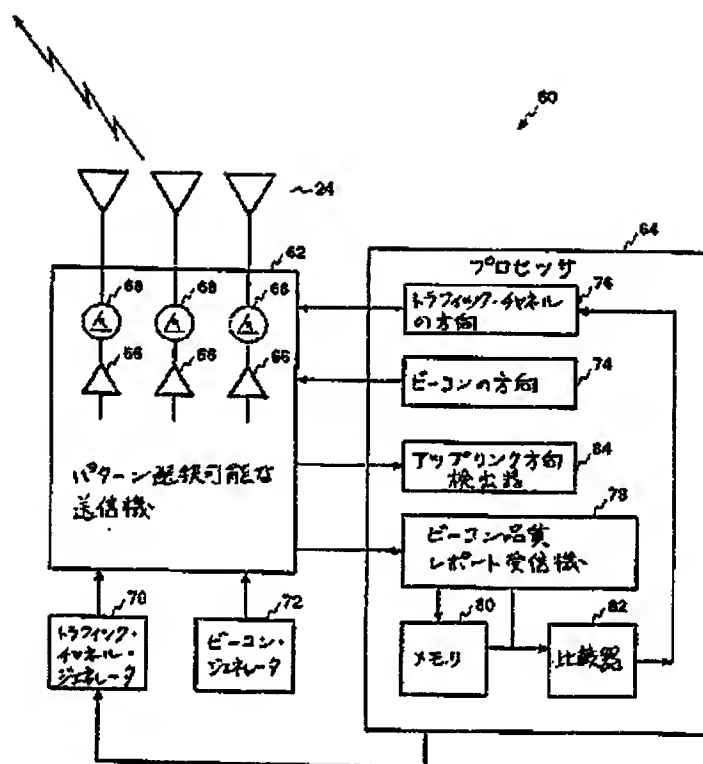 60
24
64
62
プロセッサ
68
68
68
トラフィック・チャネル
の方向
76
66
66
66
ビーコンの方向
74
パターン選択可能な
送信機
アップリンク方向
検出器
84
ビーコン品質
レポート受信機
78
70
72
80
82
トラフィック・
チャネル・
ジェネレータ
ビーコン・
ジェネレータ
メモリ
比較器